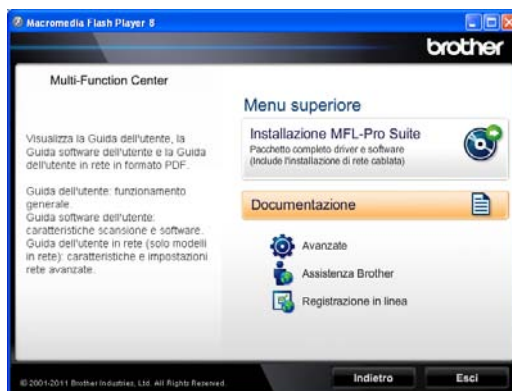 Macromedia Flash Player 8
brother
Multi-Function Center
Visualizza la Guida dell'utente, la
Guida software dell'utente e la Guida
dell'utente in rete in formato PDF.
Guida dell'utente: funzionamento
generale.
Guida software dell'utente:
caratteristiche scansione e software.
Guida dell'utente in rete (solo modelli
in rete): caratteristiche e impostazioni
rete avanzate.
Menu superiore
Installazione MFL-Pro Suite
Pacchetto completo driver e software
(Include l'installazione di rete cablata)
Documentazione
Avanzate
Assistenza Brother
Registrazione in linea
© 2001-2011 Brother Industries, Ltd. All Rights Reserved.
Indietro
Esci